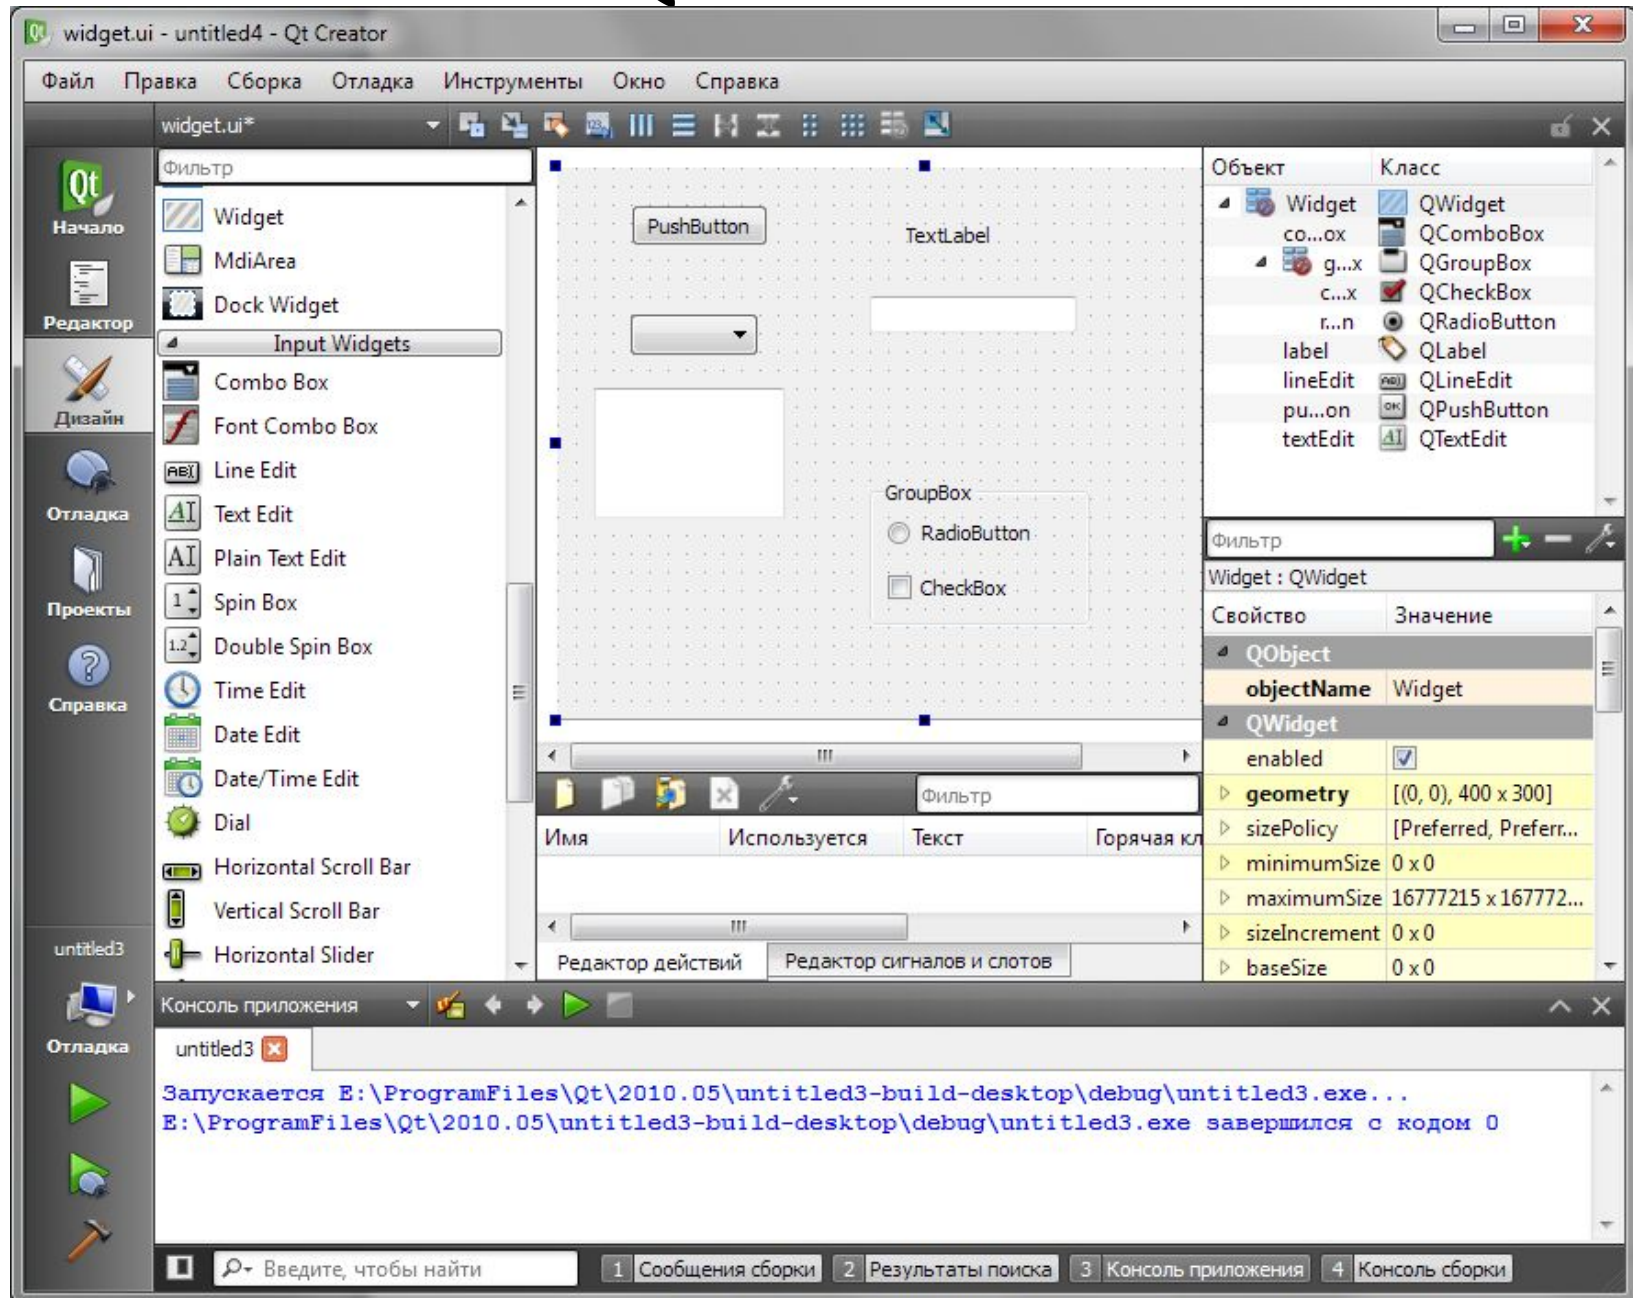 widget.ui - untitled4 - Qt Creator
Файл Правка Сборка Отладка Инструменты Окно Справка
widget.ui*
Начало
Редактор
Дизайн
Отладка
Проекты
Справка
untitled3
Отладка
Фильтр
Widget
MdiArea
Dock Widget
Input Widgets
Combo Box
Font Combo Box
Line Edit
Text Edit
Plain Text Edit
Spin Box
Double Spin Box
Time Edit
Date Edit
Date/Time Edit
Dial
Horizontal Scroll Bar
Vertical Scroll Bar
Horizontal Slider
PushButton
TextLabel
GroupBox
RadioButton
CheckBox
Фильтр
Имя Используется Текст Горячая кл
Редактор действий Редактор сигналов и слотов
Объект Класс
Widget QWidget
co...ox QComboBox
g...x QGroupBox
c...x QCheckBox
r...n QRadioButton
label QLabel
lineEdit QLineEdit
pu...on QPushButton
textEdit QTextEdit
Фильтр
Widget : QWidget
Свойство Значение
QObject
objectName Widget
QWidget
enabled
geometry [(0, 0), 400 x 300]
sizePolicy [Preferred, Preferr...
minimumSize 0 x 0
maximumSize 16777215 x 167772...
sizeIncrement 0 x 0
baseSize 0 x 0
Консоль приложения
untitled3
Запускается E:\ProgramFiles\Qt\2010.05\untitled3-build-desktop\debug\untitled3.exe...
E:\ProgramFiles\Qt\2010.05\untitled3-build-desktop\debug\untitled3.exe завершился с кодом 0
Введите, чтобы найти
1 Сообщения сборки 2 Результаты поиска 3 Консоль приложения 4 Консоль сборки